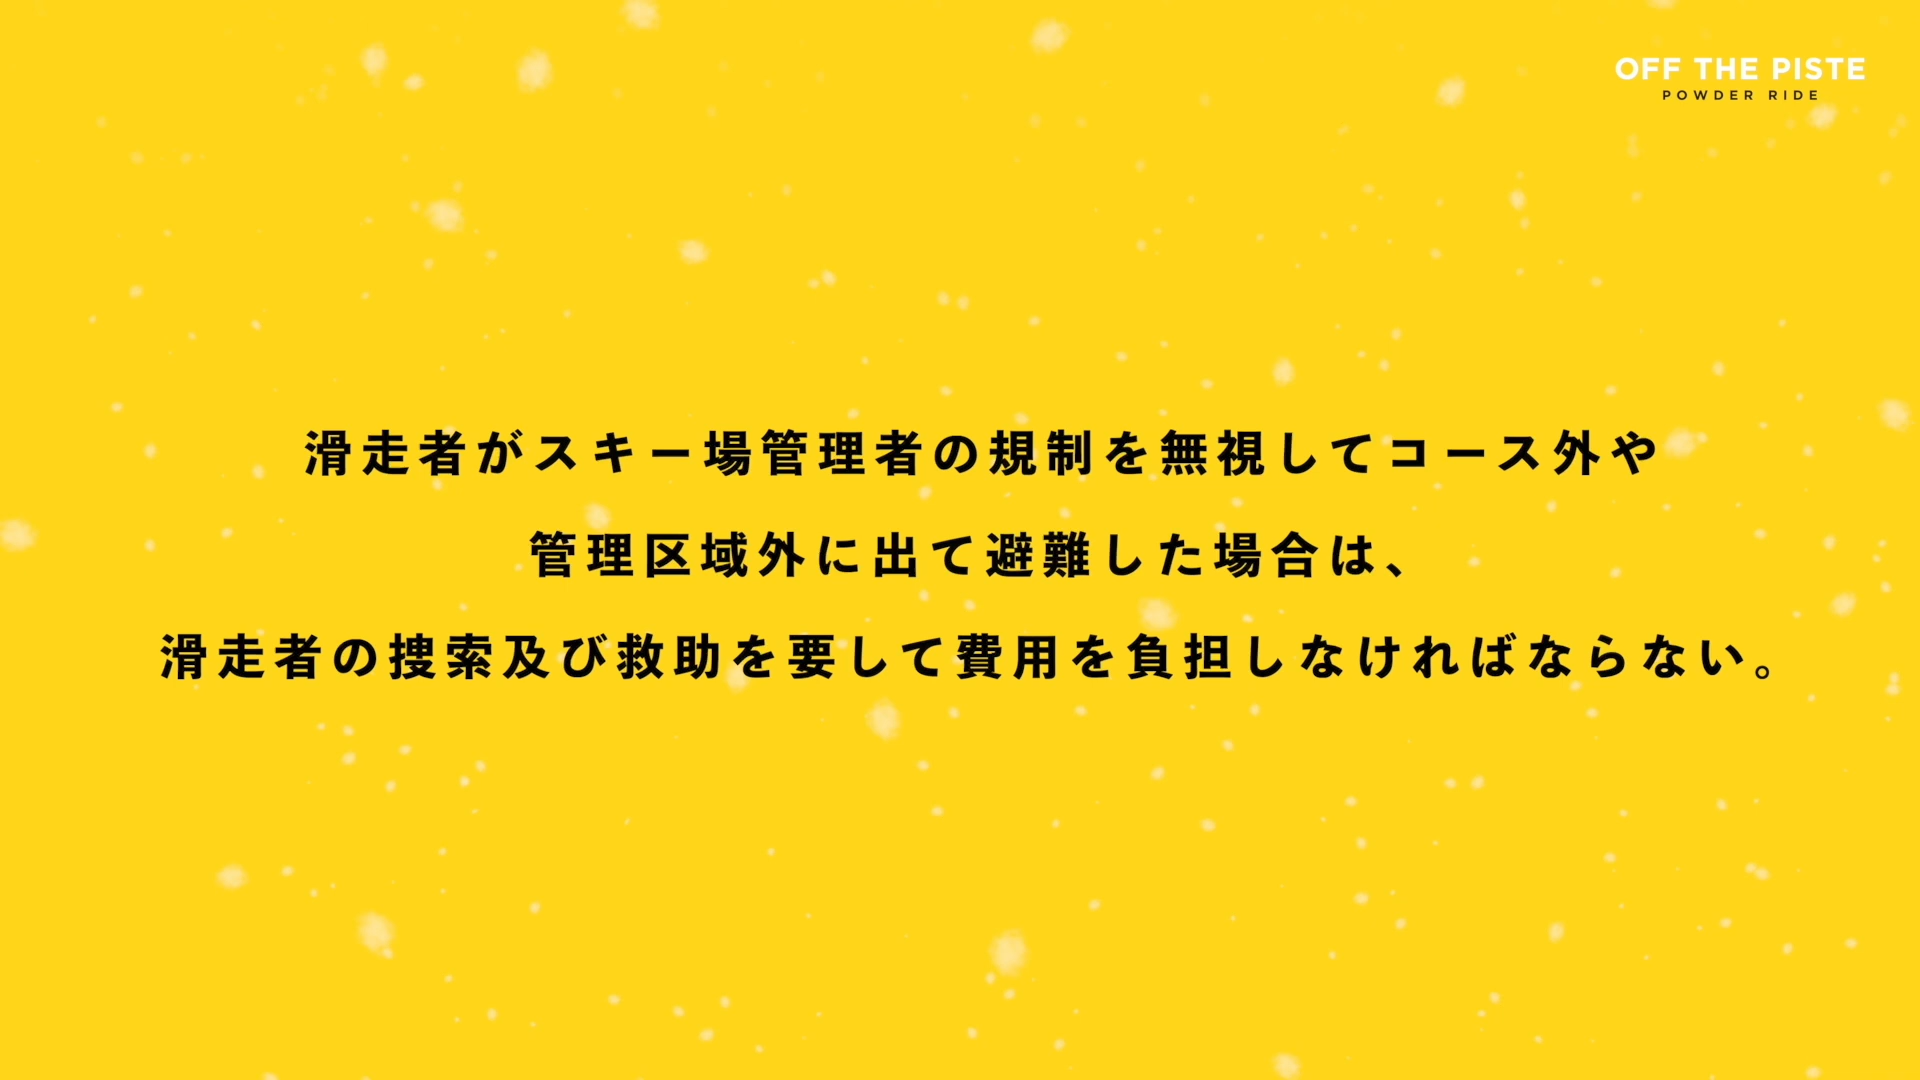 OFF THE PISTE
POWDER RIDE
滑走者がスキー場管理者の規制を無視してコース外や
管理区域外に出て避難した場合は、
滑走者の捜索及び救助を要して費用を負担しなければならない。